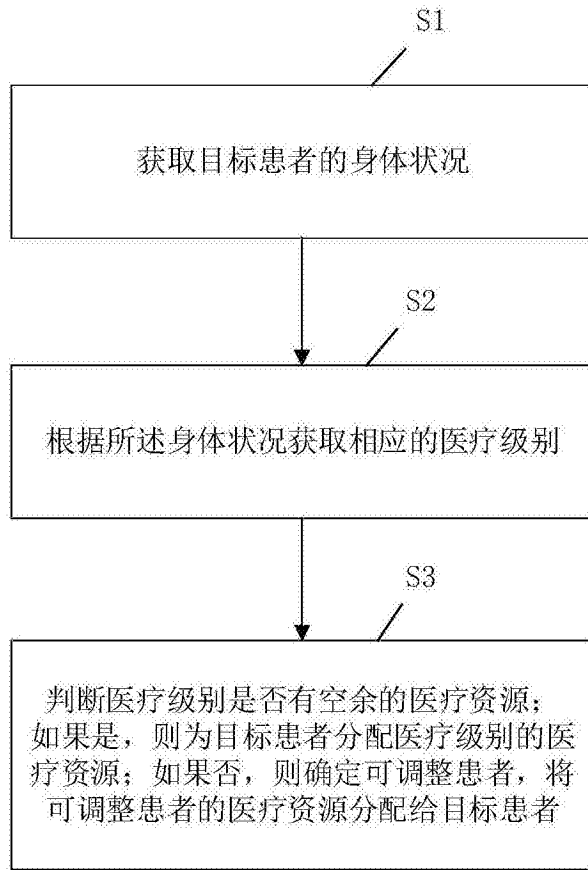 S1
获取目标患者的身体状况
S2
根据所述身体状况获取相应的医疗级别
S3
判断医疗级别是否有空余的医疗资源；
如果是，则为目标患者分配医疗级别的医
疗资源；如果否，则确定可调整患者，将
可调整患者的医疗资源分配给目标患者